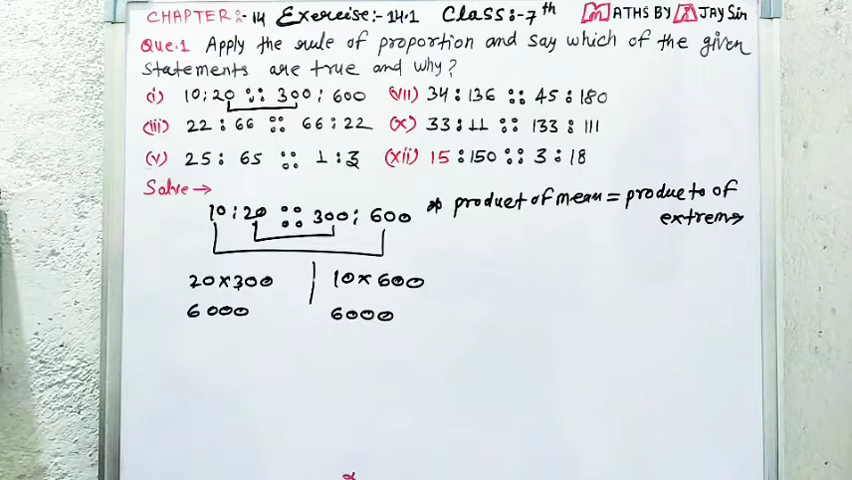 CHAPTER:-14 Exercise:-14.1 Class:-7th MATHS BY AJAY Sir
Que.1 Apply the rule of proportion and say which of the given
statements are true and why?
(i) 10:20 :: 300:600 (VII) 34:136 :: 45:180
(iii) 22:66 :: 66:22 (x) 33:11 :: 133:111
(v) 25:65 :: 1:3 (xii) 15:150 :: 3:18
Solve→
10:20 :: 300:600 * product of mean = producto of
extrems
20×300 | 10×600
6000 6000